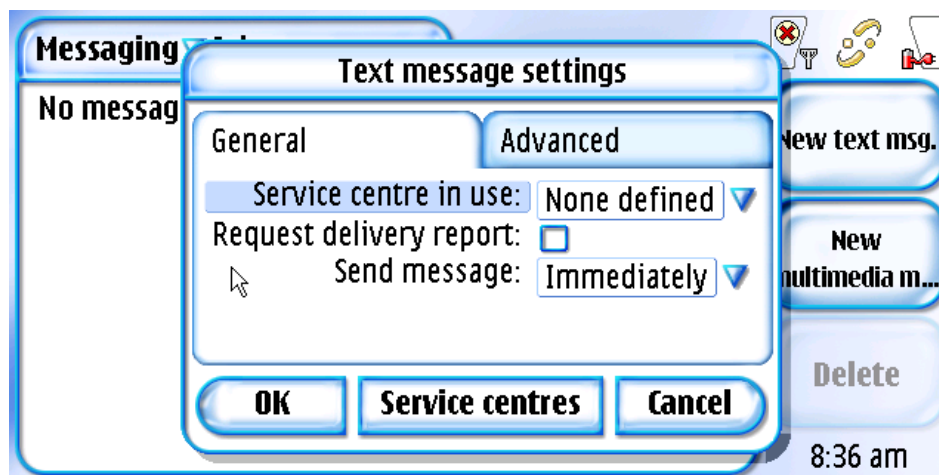 Messaging
Text message settings
No messag
General
Advanced
New text msg.
Service centre in use: None defined
Request delivery report:
Send message: Immediately
New
multimedia m...
Delete
OK
Service centres
Cancel
8:36 am